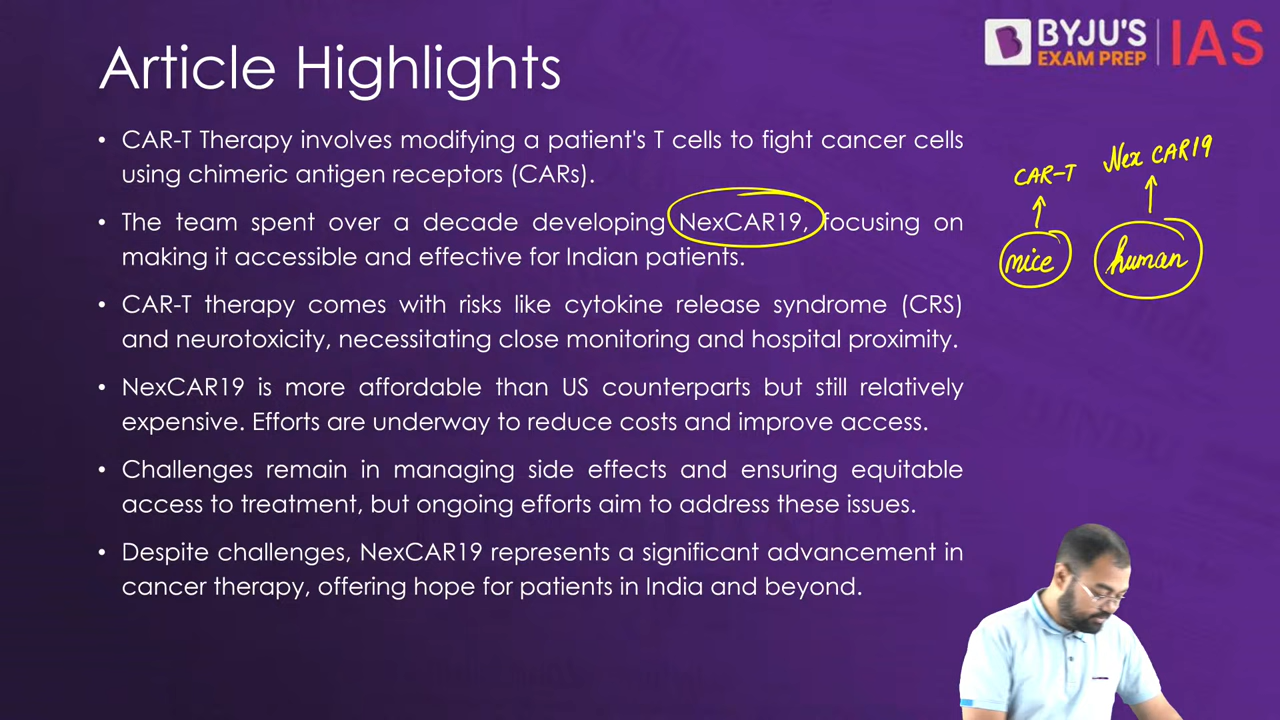 Article Highlights
BYJU'S
EXAM PREP
IAS
• CAR-T Therapy involves modifying a patient's T cells to fight cancer cells
using chimeric antigen receptors (CARs).
• The team spent over a decade developing NexCAR19, focusing on
making it accessible and effective for Indian patients.
• CAR-T therapy comes with risks like cytokine release syndrome (CRS)
and neurotoxicity, necessitating close monitoring and hospital proximity.
• NexCAR19 is more affordable than US counterparts but still relatively
expensive. Efforts are underway to reduce costs and improve access.
• Challenges remain in managing side effects and ensuring equitable
access to treatment, but ongoing efforts aim to address these issues.
• Despite challenges, NexCAR19 represents a significant advancement in
cancer therapy, offering hope for patients in India and beyond.
CAR-T
Nex CAR19
mice
human